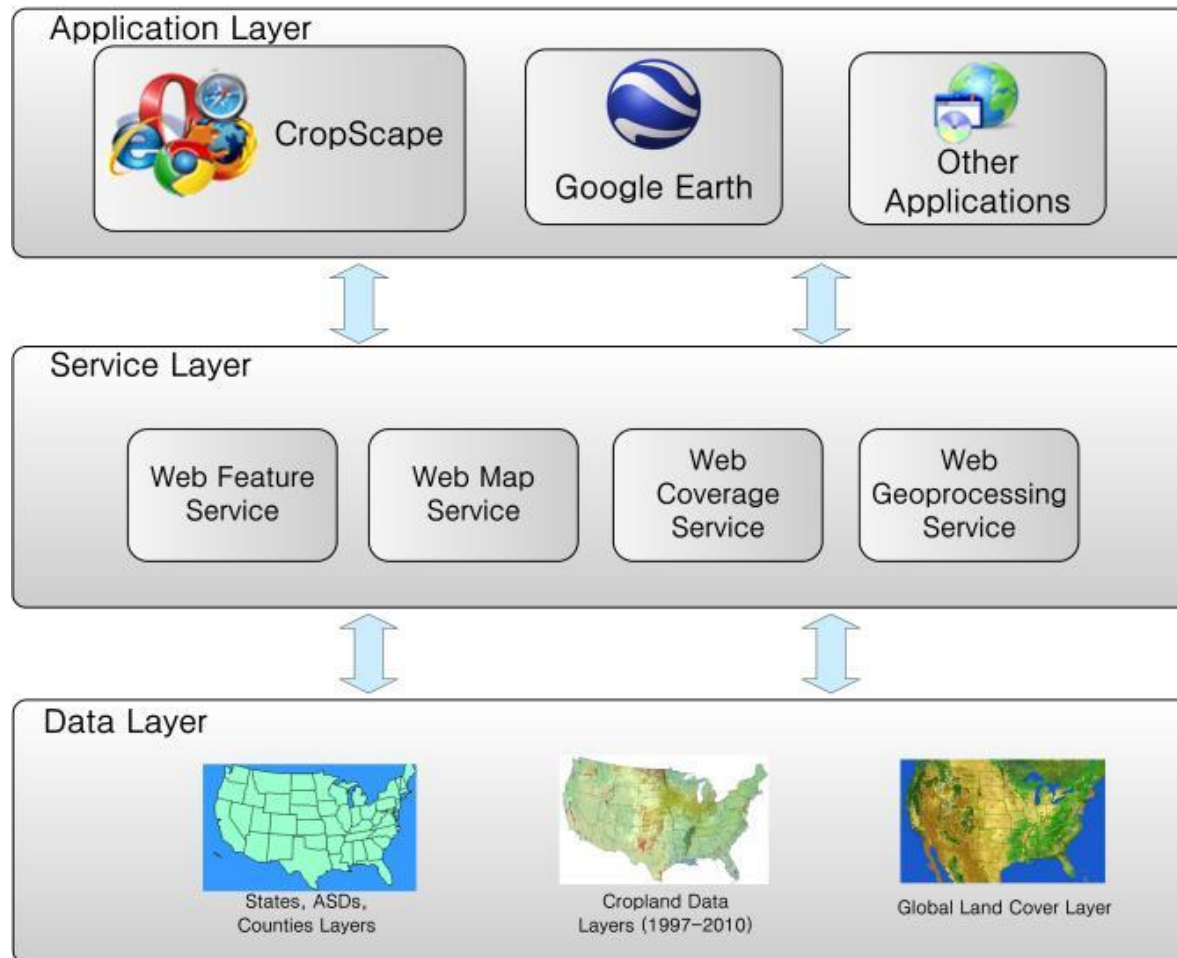 Application Layer
CropScape
Google Earth
Other
Applications
Service Layer
Web Feature
Service
Web Map
Service
Web
Coverage
Service
Web
Geoprocessing
Service
Data Layer
States, ASDs,
Counties Layers
Cropland Data
Layers (1997-2010)
Global Land Cover Layer